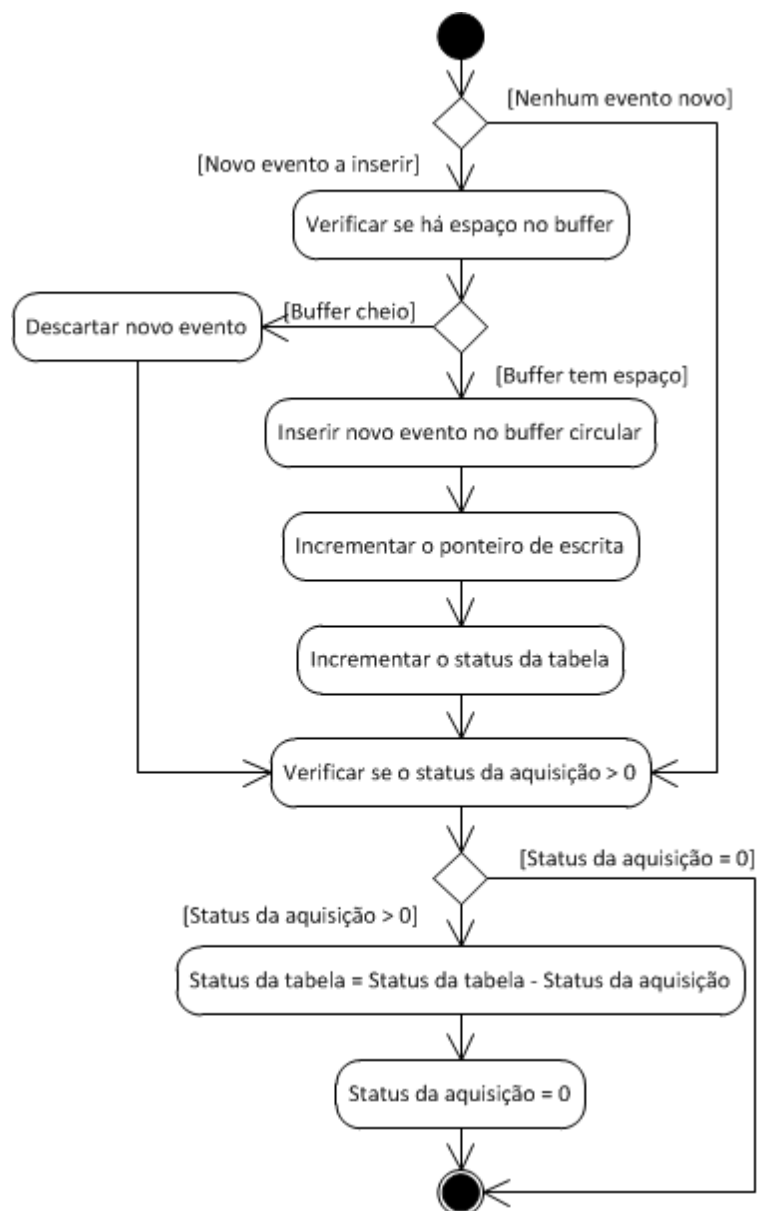 [Nenhum evento novo]
[Novo evento a inserir]
Verificar se há espaço no buffer
Descartar novo evento
[Buffer cheio]
[Buffer tem espaço]
Inserir novo evento no buffer circular
Incrementar o ponteiro de escrita
Incrementar o status da tabela
Verificar se o status da aquisição > 0
[Status da aquisição = 0]
[Status da aquisição > 0]
Status da tabela = Status da tabela - Status da aquisição
Status da aquisição = 0